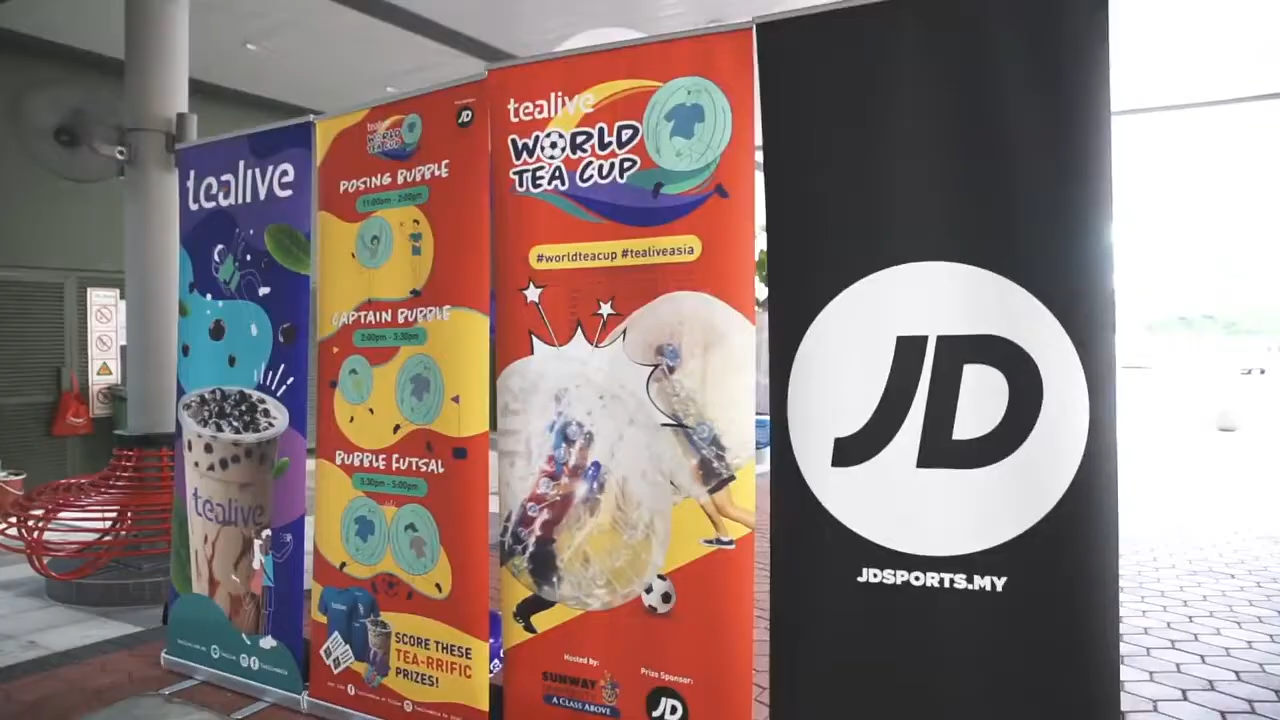 tealive
tealive
tealive
WORLD
TEA CUP
JD
POSING BUBBLE
11:00am - 2:00pm
CAPTAIN BUBBLE
2:00pm - 3:30pm
BUBBLE FUTSAL
3:30pm - 5:00pm
SCORE THESE
TEA-RRIFIC
PRIZES!
tealive
WORLD
TEA CUP
#worldteacup #tealiveasia
Hosted by:
SUNWAY
UNIVERSITY
A CLASS ABOVE
Prize Sponsor:
JD
JD
JDSPORTS.MY